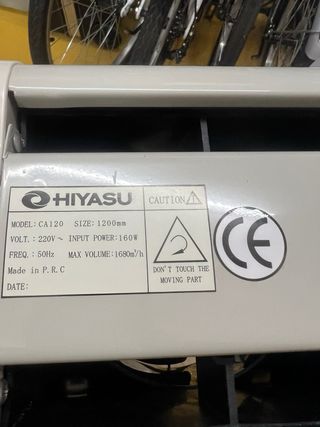 HIYASU
MODEL: CA120 SIZE: 1200mm
VOLT.: 220V~ INPUT POWER: 160W
FREQ.: 50Hz MAX VOLUME: 1680m³/h
Made in P.R.C
DATE:
CAUTION
DON'T TOUCH THE
MOVING PART
CE